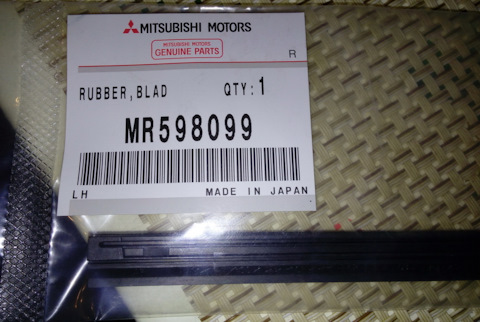 MITSUBISHI MOTORS
MITSUBISHI MOTORS
GENUINE PARTS
R
RUBBER,BLAD QTY:1
MR598099
LH MADE IN JAPAN